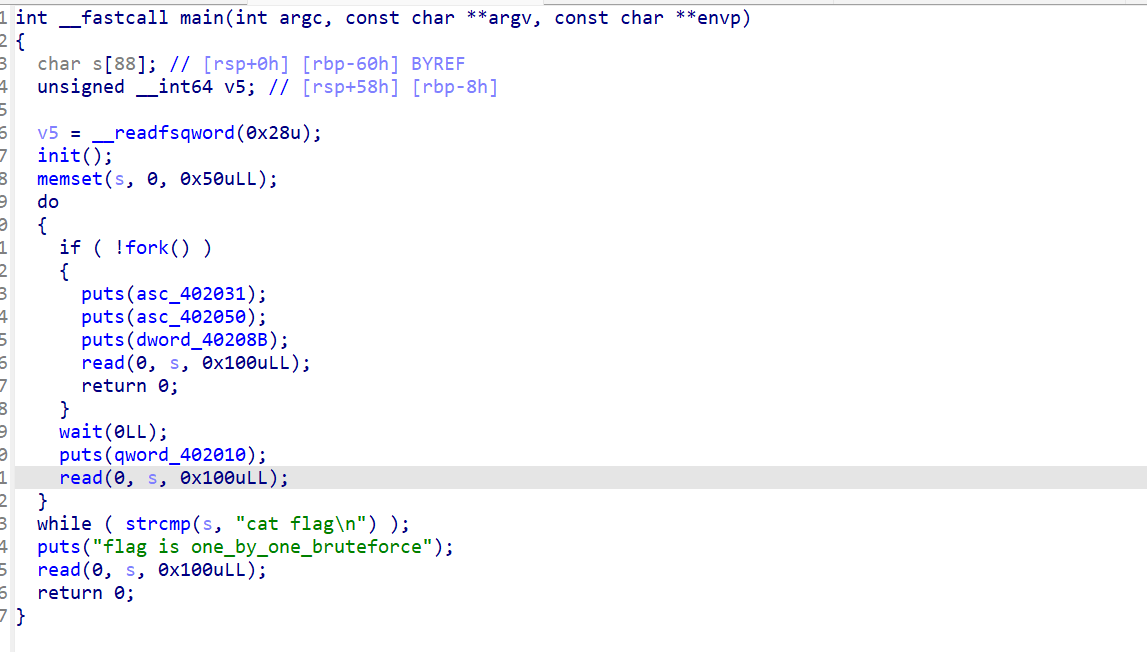 1 int __fastcall main(int argc, const char **argv, const char **envp)
2 {
3 char s[88]; // [rsp+0h] [rbp-60h] BYREF
4 unsigned __int64 v5; // [rsp+58h] [rbp-8h]
5
6 v5 = __readfsqword(0x28u);
7 init();
8 memset(s, 0, 0x50uLL);
9 do
0 {
1 if ( !fork() )
2 {
3 puts(asc_402031);
4 puts(asc_402050);
5 puts(dword_40208B);
6 read(0, s, 0x100uLL);
7 return 0;
8 }
9 wait(0LL);
0 puts(qword_402010);
1 read(0, s, 0x100uLL);
2 }
3 while ( strcmp(s, "cat flag\n") );
4 puts("flag is one_by_one_bruteforce");
5 read(0, s, 0x100uLL);
6 return 0;
7 }